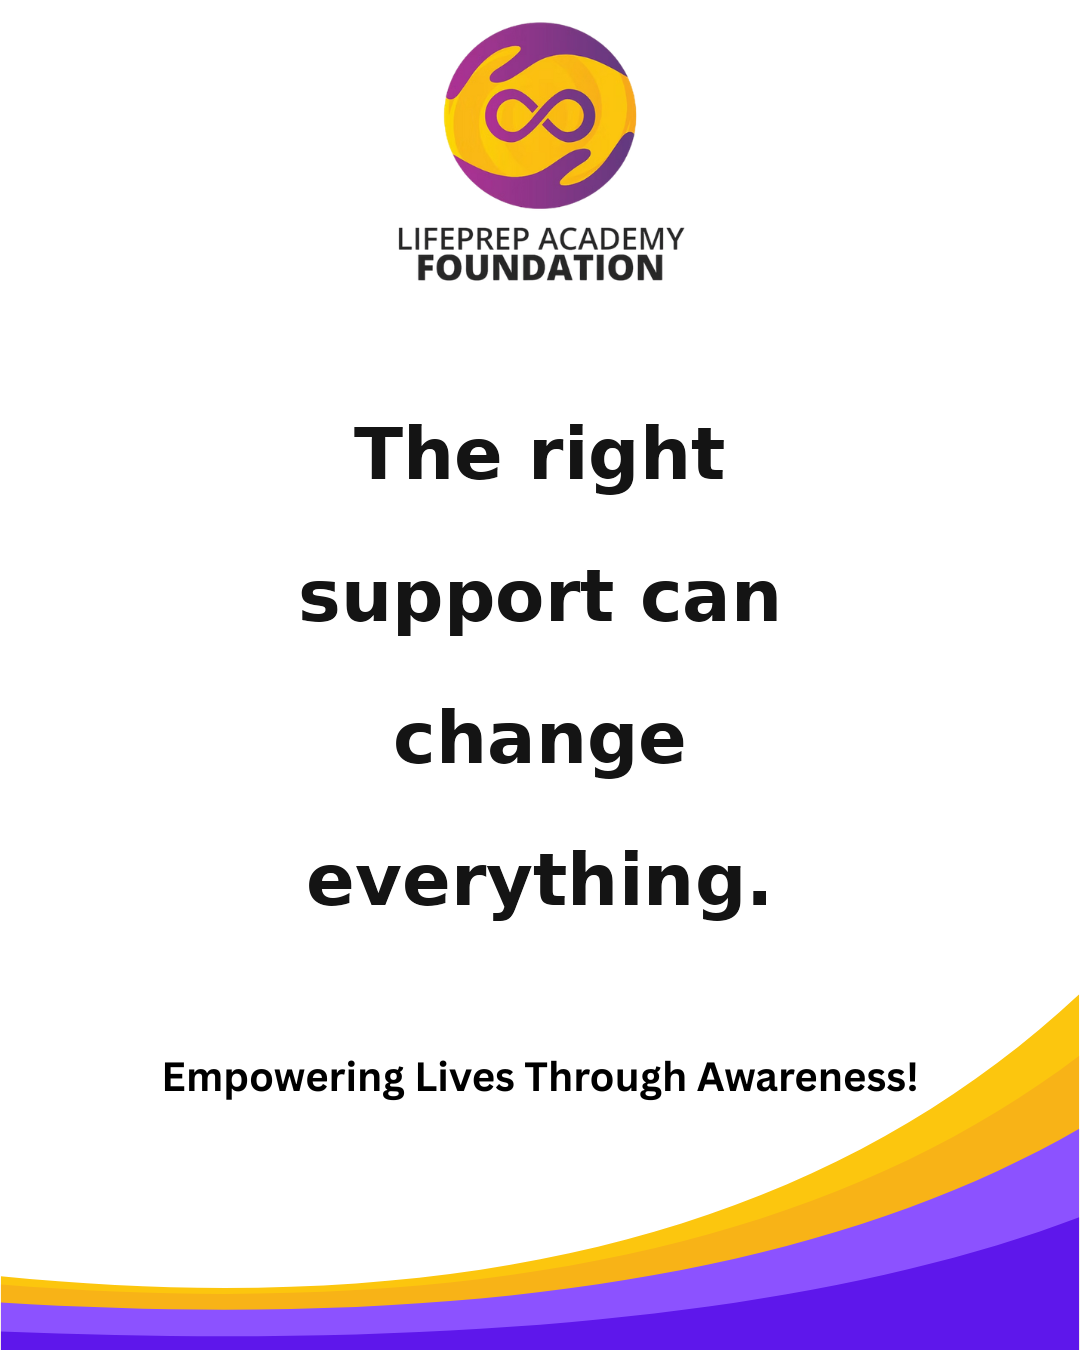 LIFEPREP ACADEMY
FOUNDATION
The right
support can
change
everything.
Empowering Lives Through Awareness!